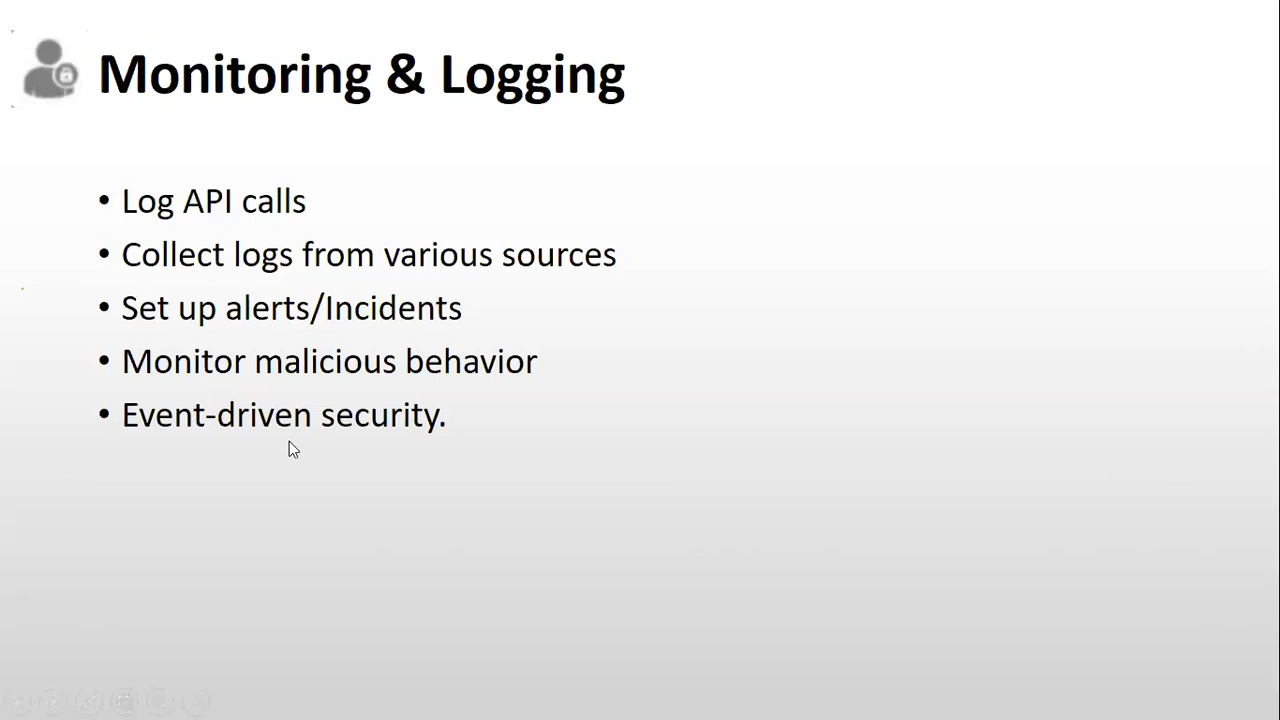 Monitoring & Logging
• Log API calls
• Collect logs from various sources
• Set up alerts/Incidents
• Monitor malicious behavior
• Event-driven security.